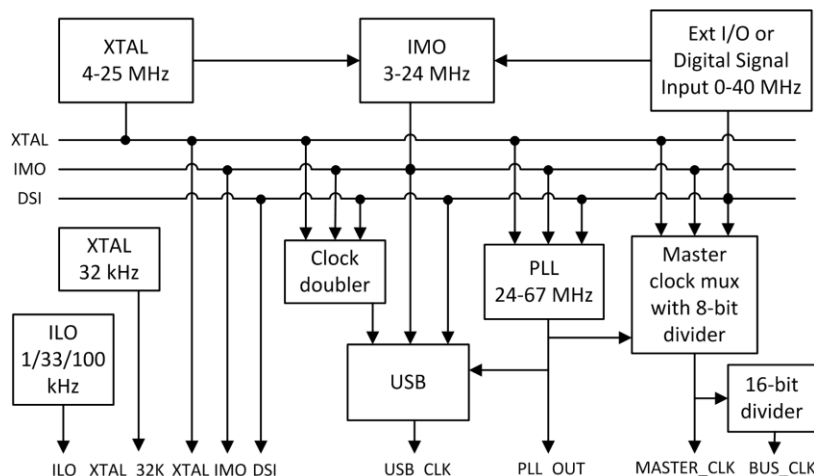 XTAL
4-25 MHz
IMO
3-24 MHz
Ext I/O or
Digital Signal
Input 0-40 MHz
XTAL
IMO
DSI
XTAL
32 kHz
Clock
doubler
PLL
24-67 MHz
Master
clock mux
with 8-bit
divider
ILO
1/33/100
kHz
USB
16-bit
divider
ILO XTAL_32K XTAL IMO DSI USB_CLK PLL_OUT MASTER_CLK BUS_CLK